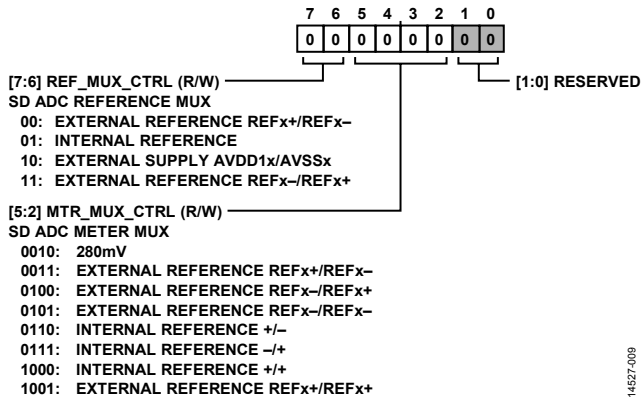 7 6 5 4 3 2 1 0
0 0 0 0 0 0 0 0
[7:6] REF_MUX_CTRL (R/W)
[1:0] RESERVED
SD ADC REFERENCE MUX
00: EXTERNAL REFERENCE REFx+/REFx–
01: INTERNAL REFERENCE
10: EXTERNAL SUPPLY AVDD1x/AVSSx
11: EXTERNAL REFERENCE REFx–/REFx+
[5:2] MTR_MUX_CTRL (R/W)
SD ADC METER MUX
0010: 280mV
0011: EXTERNAL REFERENCE REFx+/REFx–
0100: EXTERNAL REFERENCE REFx–/REFx+
0101: EXTERNAL REFERENCE REFx–/REFx–
0110: INTERNAL REFERENCE +/–
0111: INTERNAL REFERENCE –/+
1000: INTERNAL REFERENCE +/+
1001: EXTERNAL REFERENCE REFx+/REFx+
14527-009